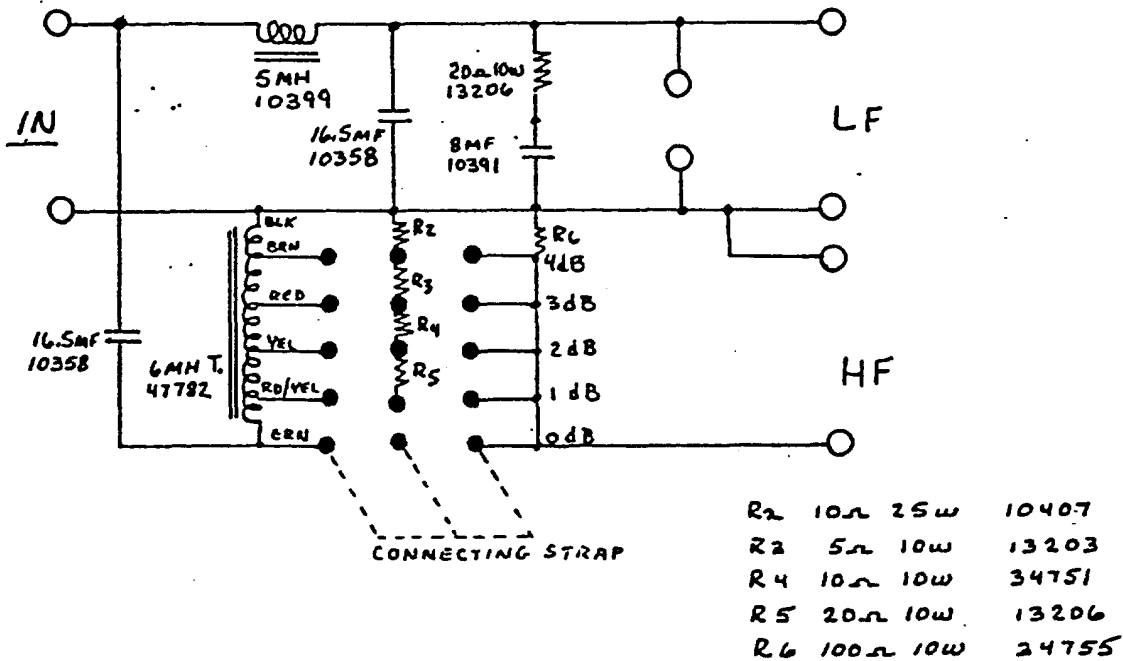 IN
5 MH
10399
16.5MF
10358
20Ω 10W
13206
8MF
10391
LF
16.5MF
10358
6MH T.
47782
BLK
BRN
RED
YEL
RD/YEL
GRN
R2
R3
R4
R5
R6
4dB
3dB
2dB
1dB
0dB
HF
CONNECTING STRAP
R2 10Ω 25W 10407
R3 5Ω 10W 13203
R4 10Ω 10W 34751
R5 20Ω 10W 13206
R6 100Ω 10W 24755